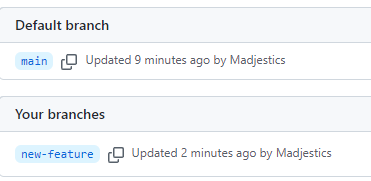 Default branch
main Updated 9 minutes ago by Madjestics
Your branches
new-feature Updated 2 minutes ago by Madjestics